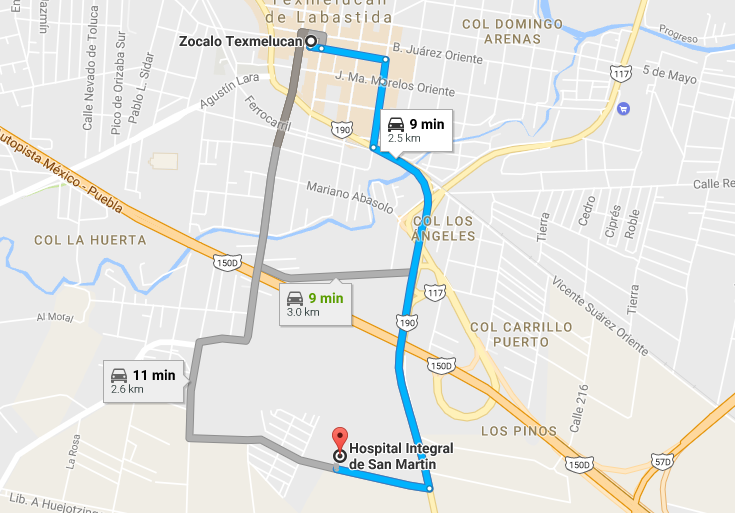 Texmelucan
de Labastida
COL DOMINGO
ARENAS
Progreso
Zocalo Texmelucan
B. Juárez Oriente
117
5 de Mayo
Calle Nevado de Toluca
Pico de Orizaba Sur
Pablo L. Sidar
Agustín Lara
J. Ma. Morelos Oriente
Ferrocarril
190
9 min
2.5 km
Autopista México - Puebla
Mariano Abasolo
Calle Re
COL LOS
ÁNGELES
Tierra
Cedro
Ciprés
Roble
COL LA HUERTA
150D
9 min
3.0 km
117
Vicente Suárez Oriente
Tierra
Al Moral
190
COL CARRILLO
PUERTO
11 min
2.6 km
150D
Calle 216
LOS PINOS
La Rosa
Hospital Integral
de San Martin
150D
57D
Lib. A Huejotzing